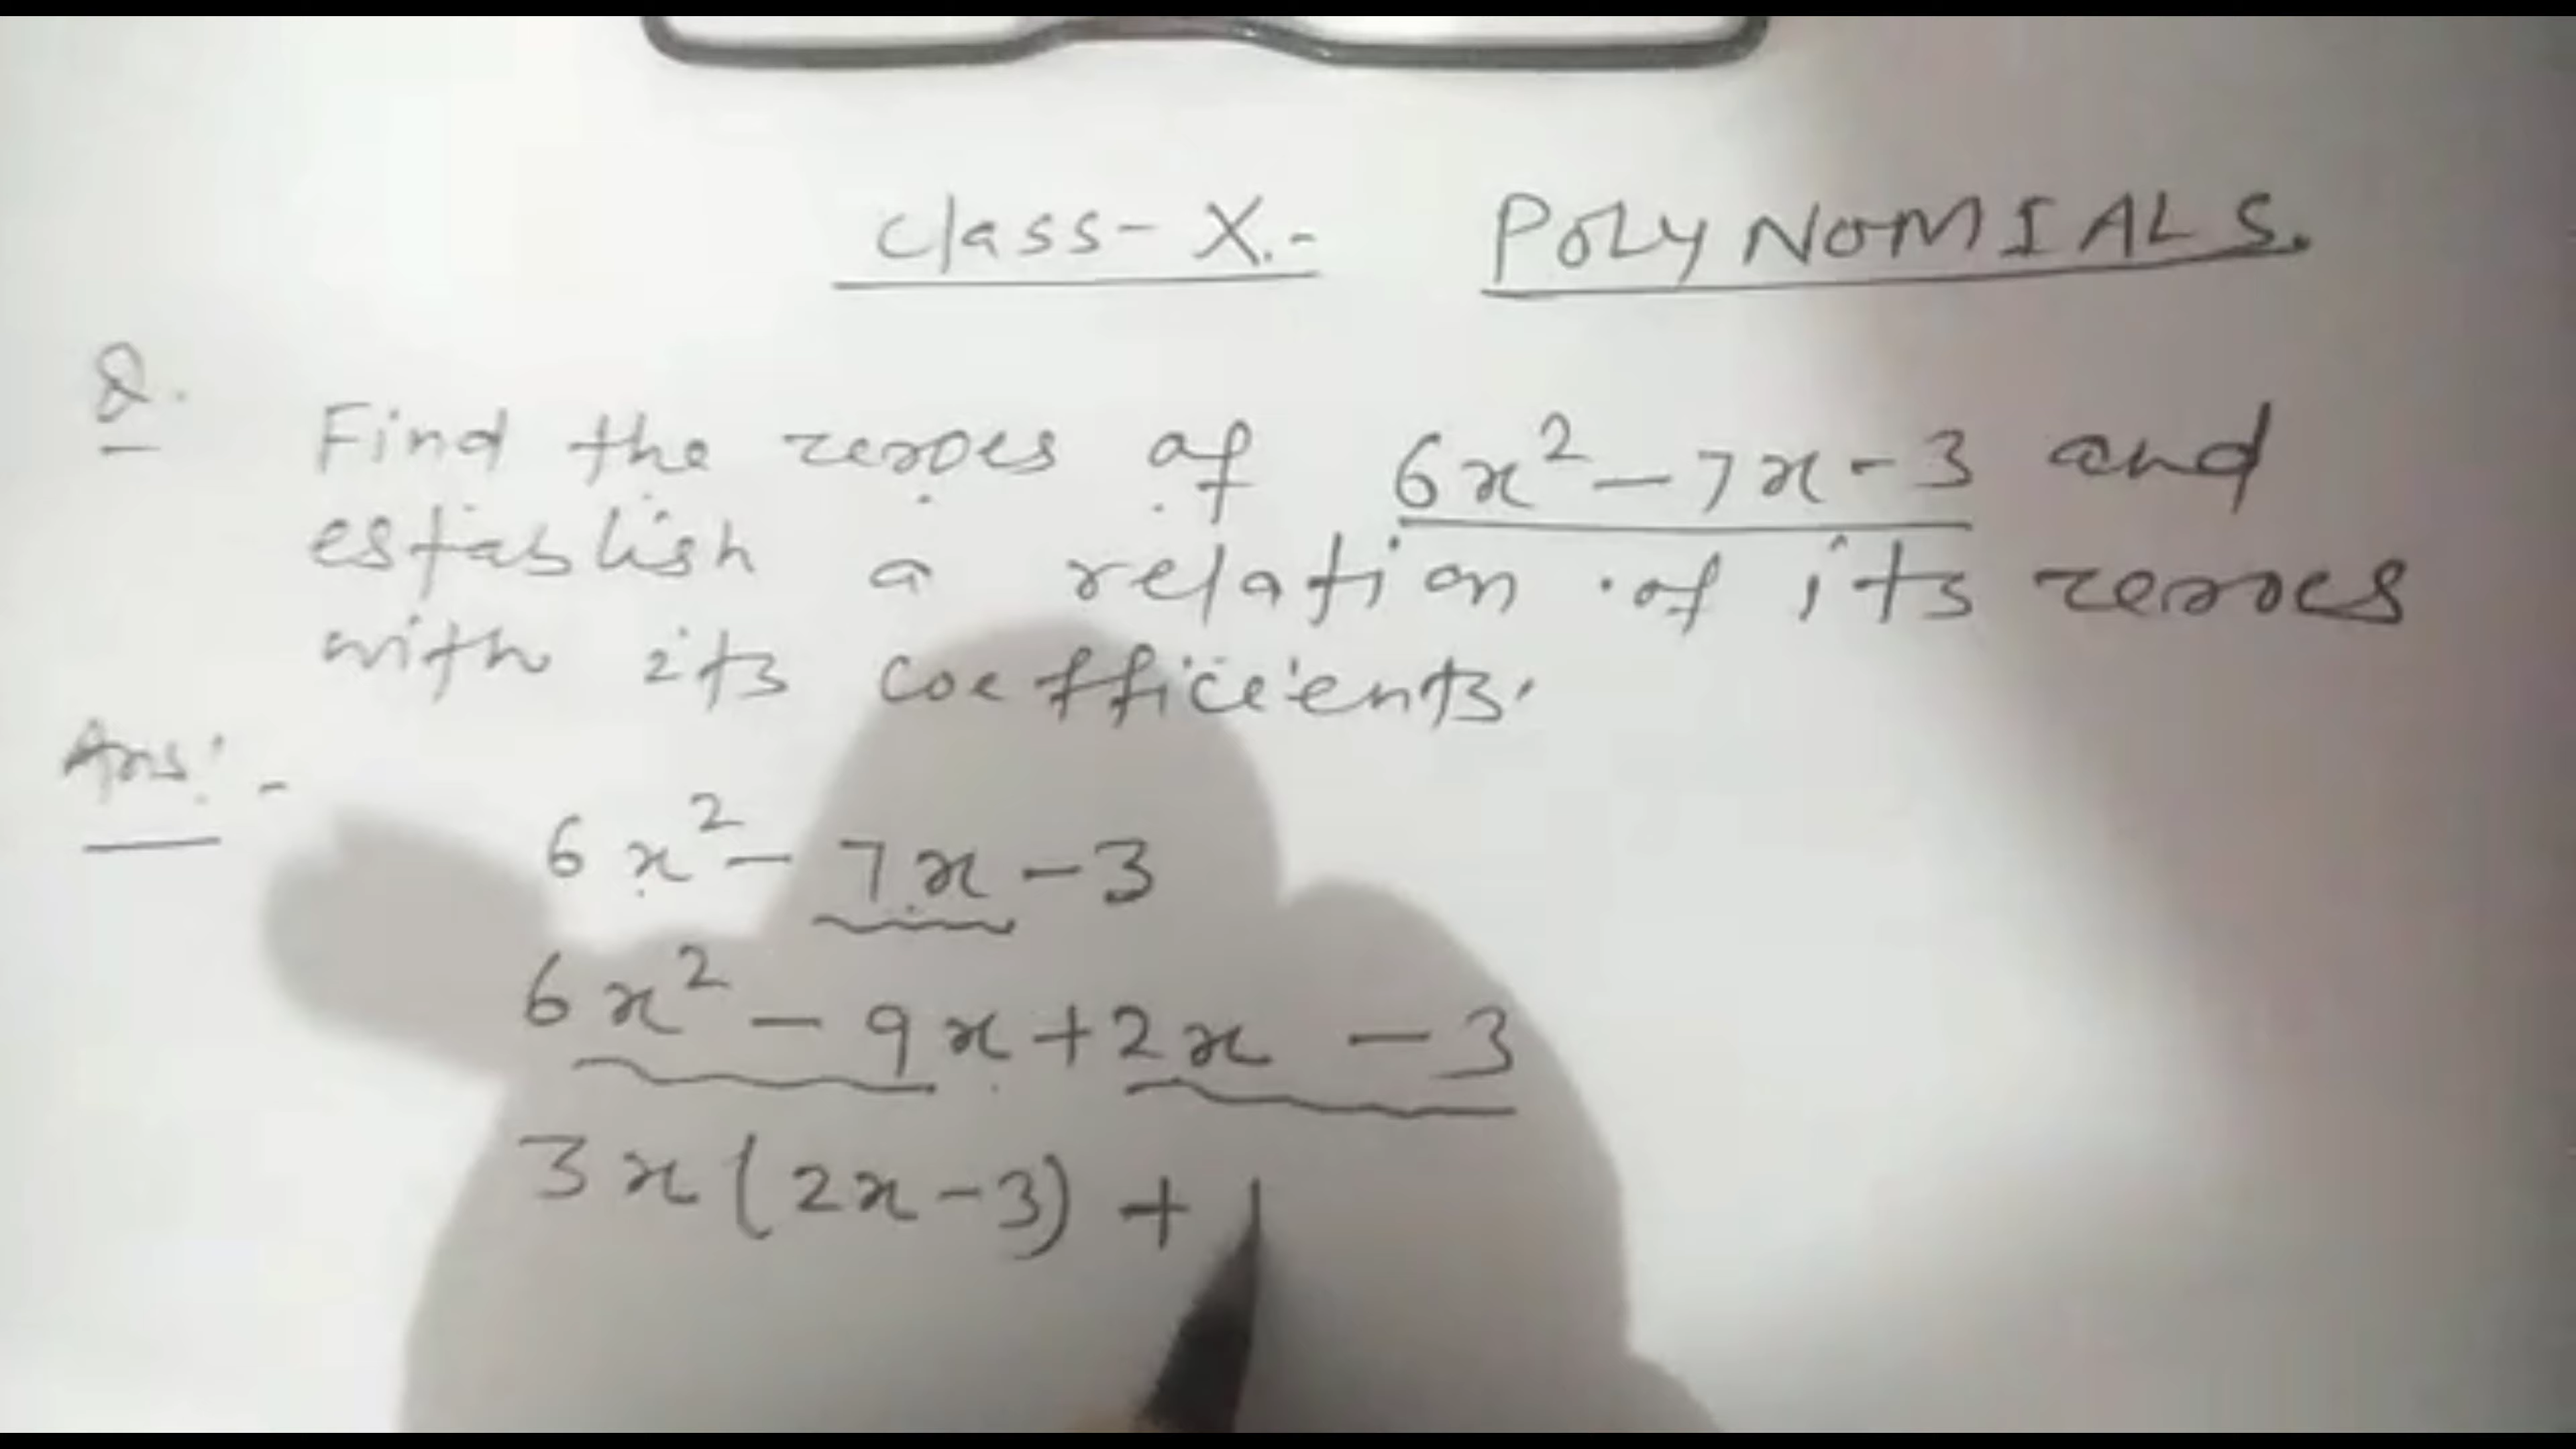 Class- X.- POLYNOMIALS.
Q. Find the zeroes of 6x² - 7x - 3 and
establish a relation of its zeroes
with its coefficients.
Ans:-
6x² - 7x - 3
6x² - 9x + 2x - 3
3x(2x-3) + 1